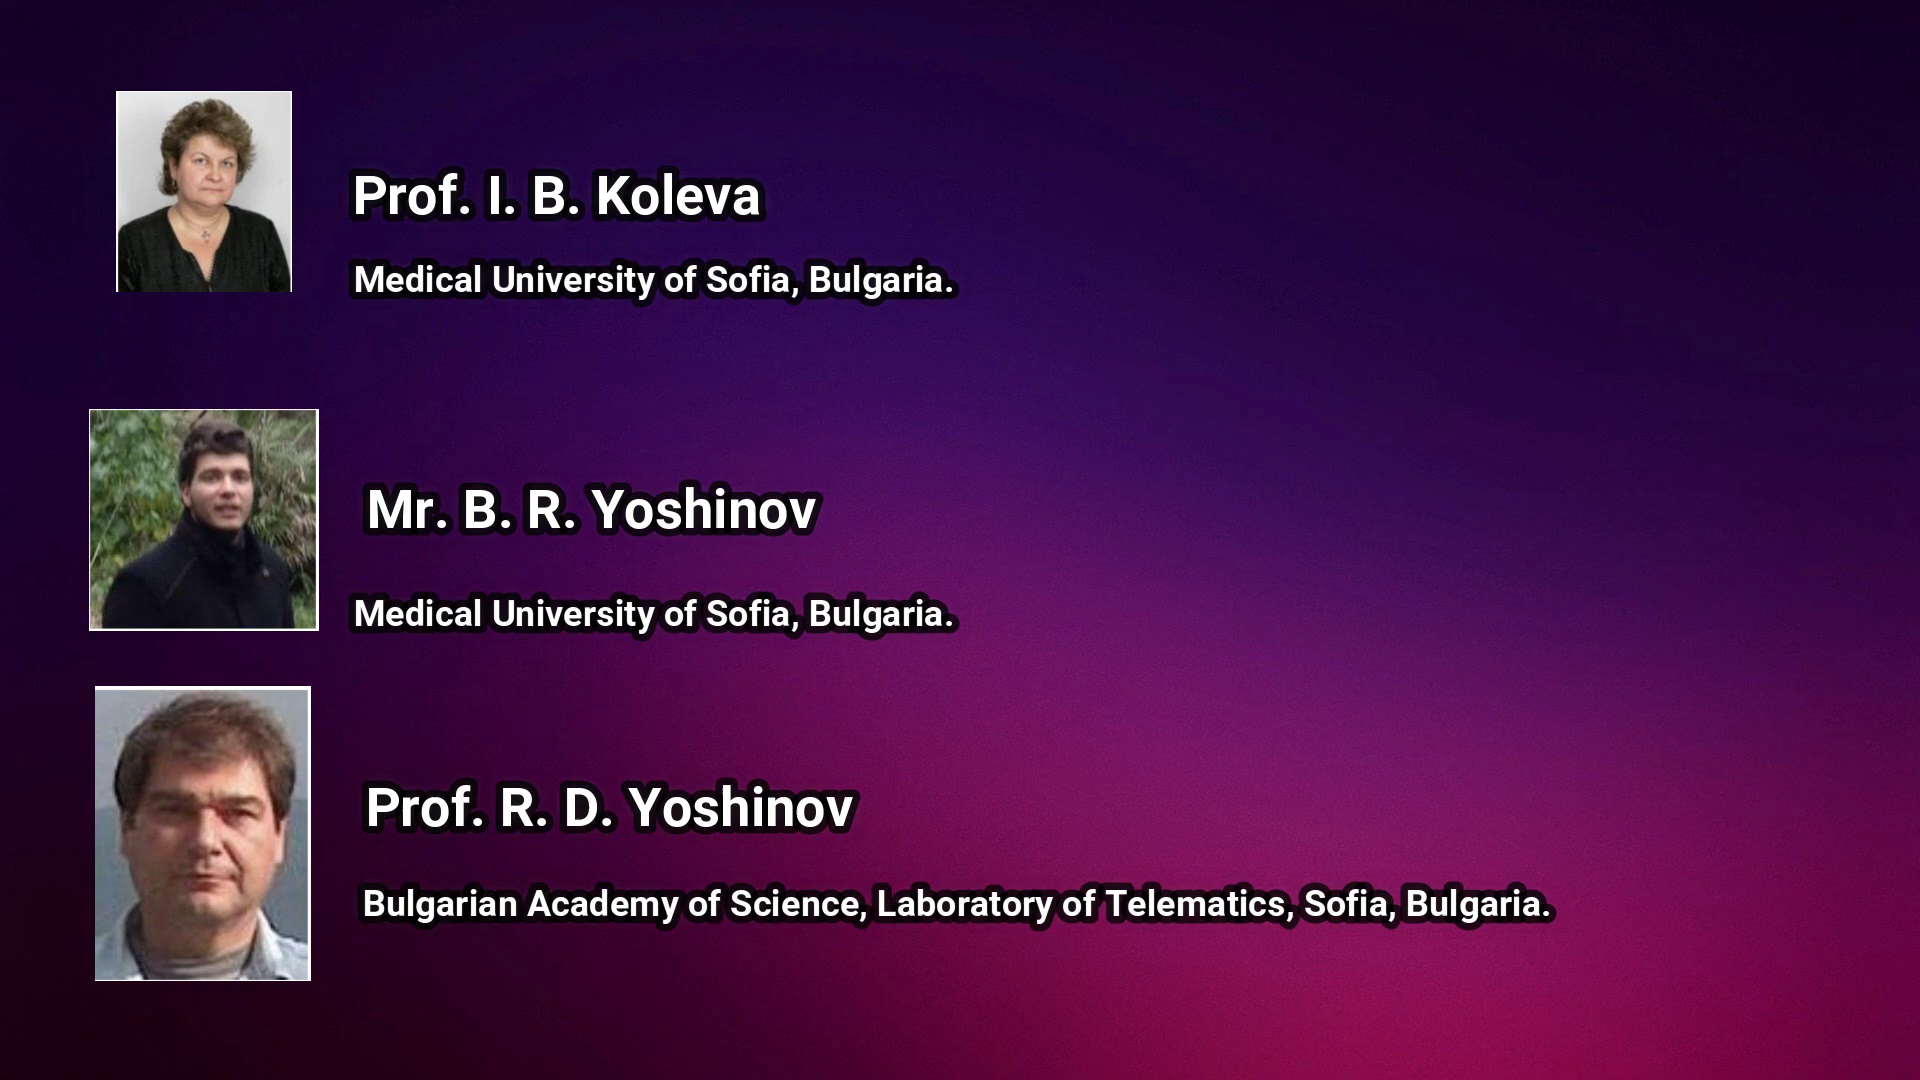 Prof. I. B. Koleva
Medical University of Sofia, Bulgaria.
Mr. B. R. Yoshinov
Medical University of Sofia, Bulgaria.
Prof. R. D. Yoshinov
Bulgarian Academy of Science, Laboratory of Telematics, Sofia, Bulgaria.